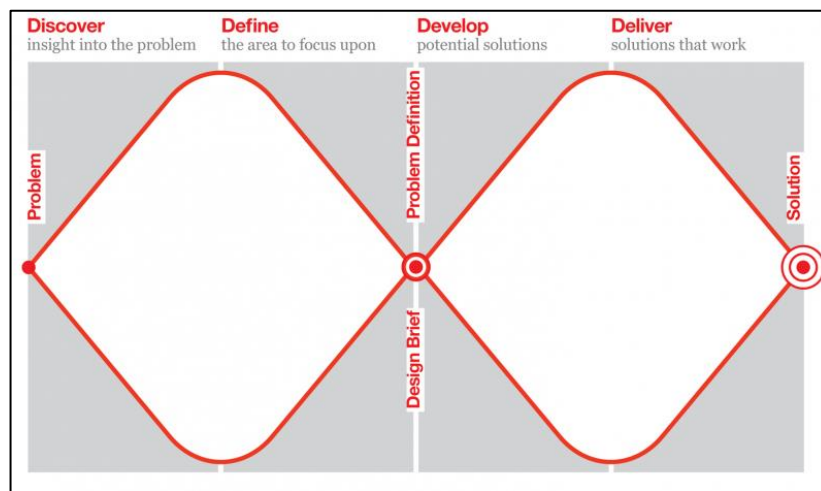 Discover
insight into the problem
Define
the area to focus upon
Develop
potential solutions
Deliver
solutions that work
Problem
Problem Definition
Design Brief
Solution